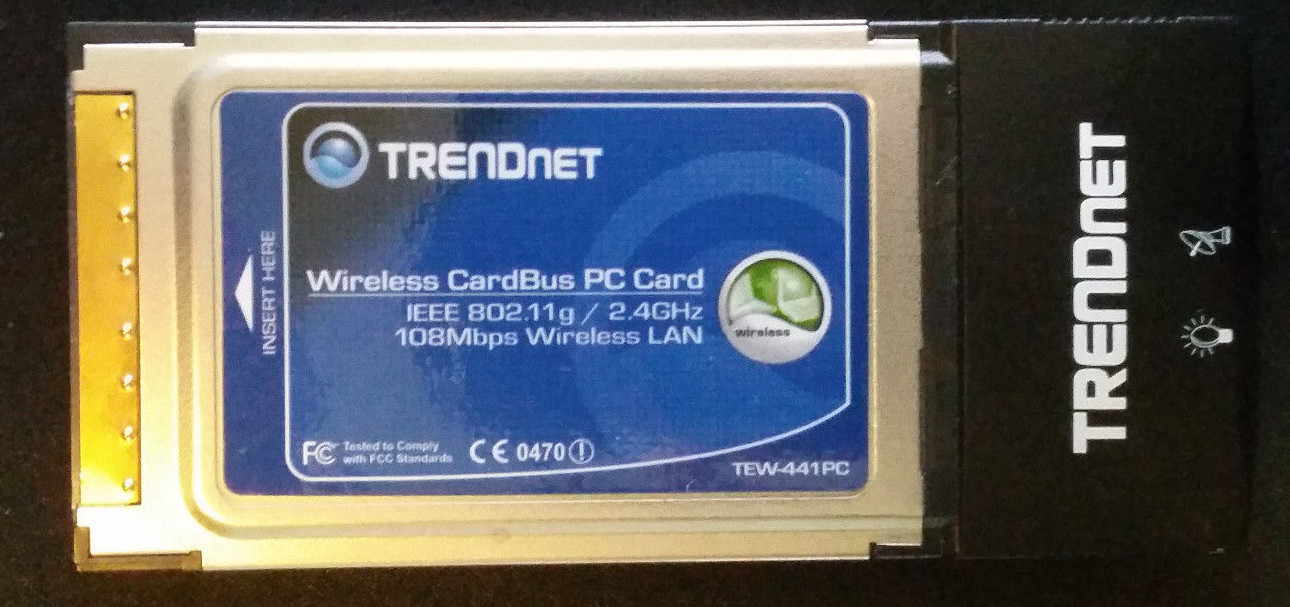 TRENDNET
INSERT HERE
Wireless CardBus PC Card
IEEE 802.11g / 2.4GHz
108Mbps Wireless LAN
wireless
FC Tested to Comply
with FCC Standards
CE 0470
TEW-441PC
TRENDNET